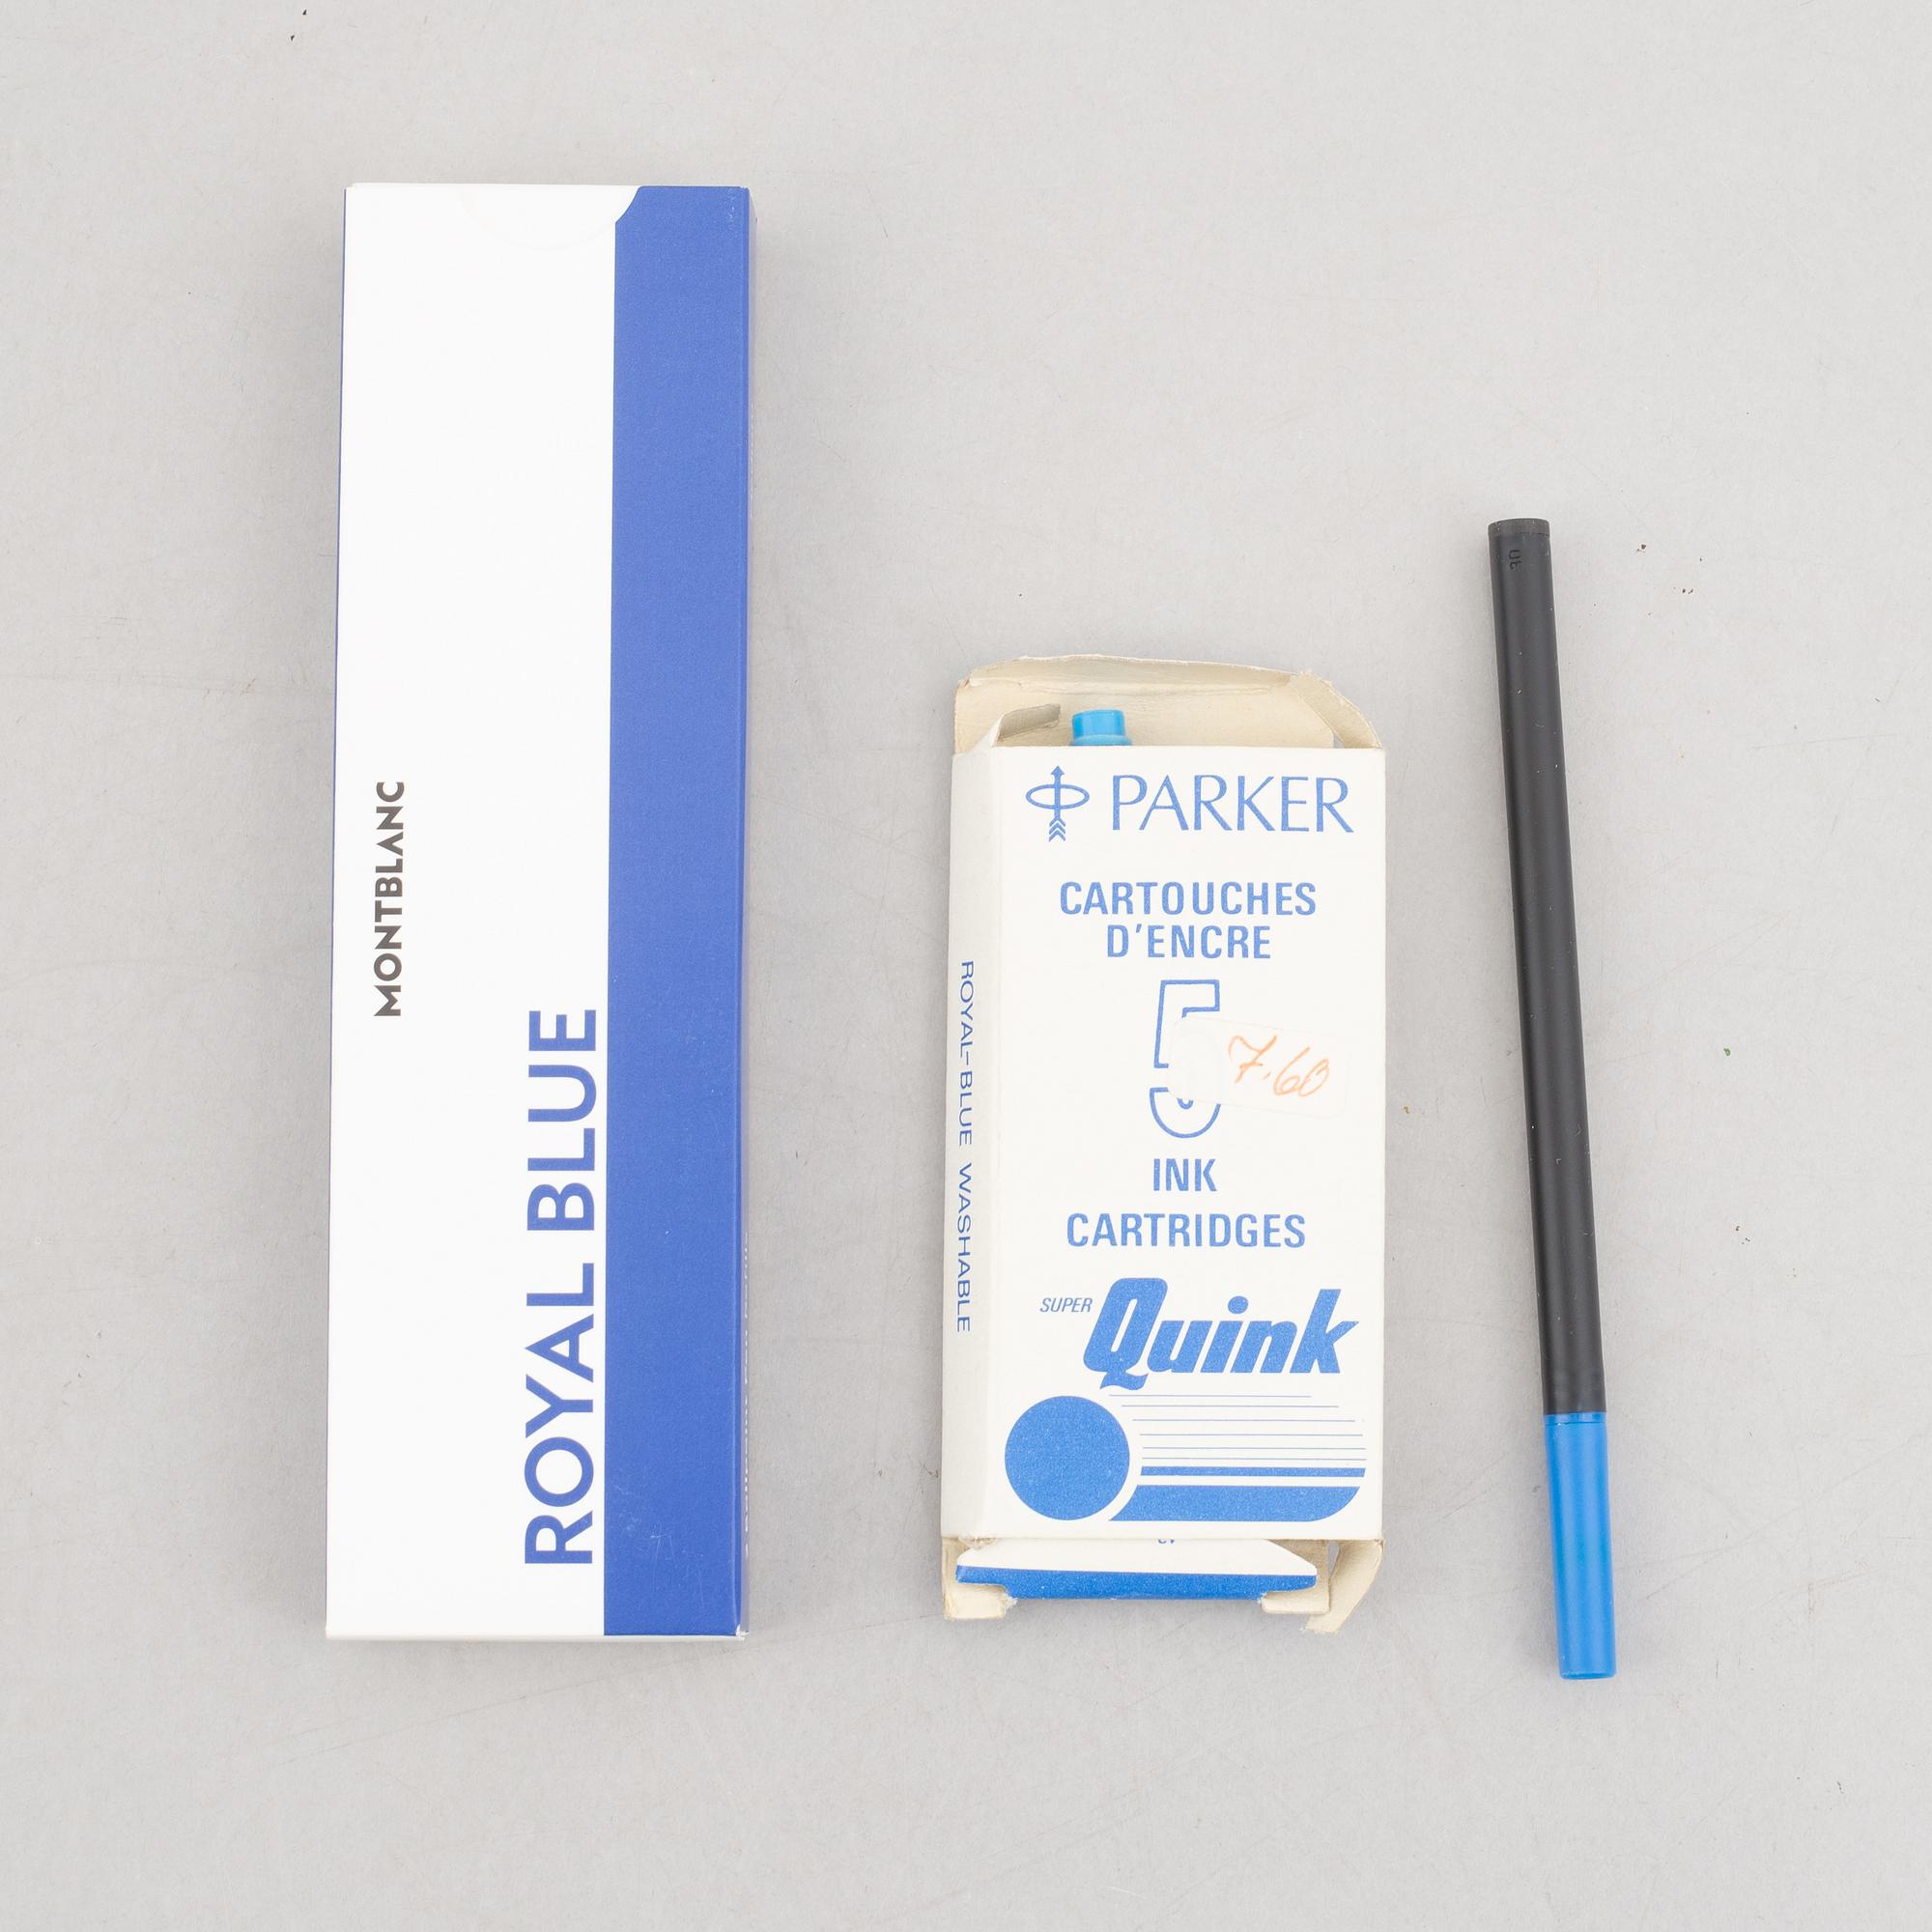 MONTBLANC
ROYAL BLUE
PARKER
CARTOUCHES
D'ENCRE
5
7.60
INK
CARTRIDGES
SUPER Quink
ROYAL-BLUE WASHABLE